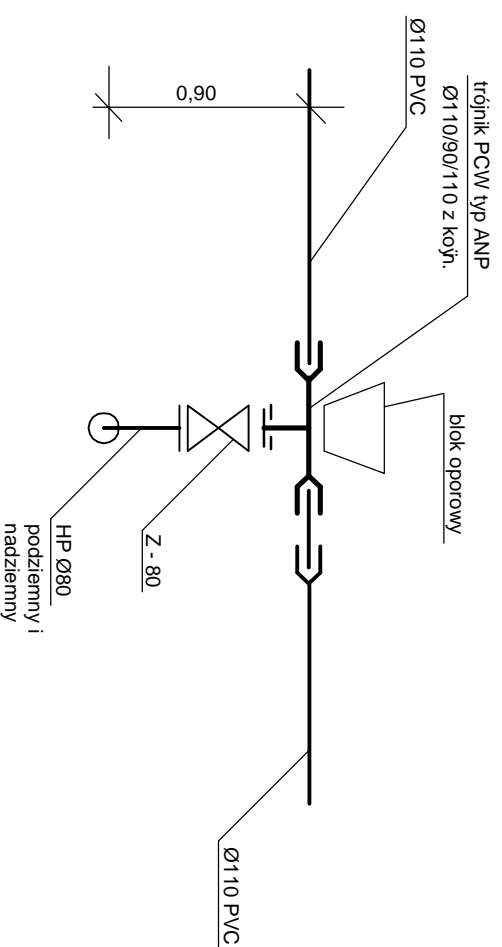 trójnik PCW typ ANP
Ø110/90/110 z kojn.
Ø110 PVC
blok oporowy
0,90
Z - 80
HP Ø80
podziemny i
nadziemny
Ø110 PVC